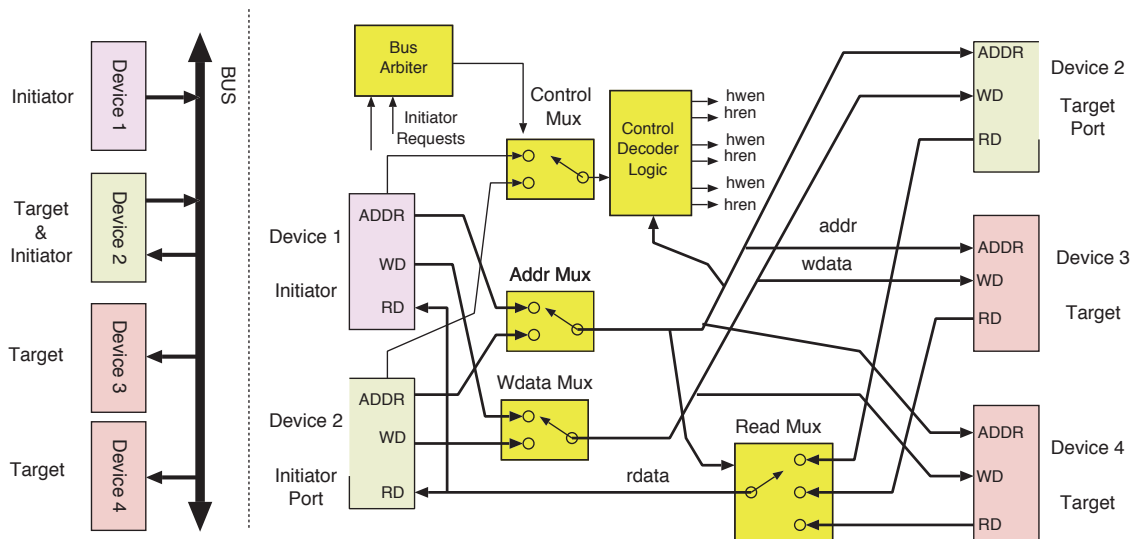 Initiator
Device 1
BUS
Target
&
Initiator
Device 2
Target
Device 3
Target
Device 4
Bus
Arbiter
Initiator
Requests
Control
Mux
Control
Decoder
Logic
hwen
hren
hwen
hren
hwen
hren
Device 1
Initiator
ADDR
WD
RD
Addr Mux
Device 2
Initiator
Port
ADDR
WD
RD
Wdata Mux
rdata
Read Mux
addr
wdata
ADDR
WD
RD
Device 2
Target
Port
ADDR
WD
RD
Device 3
Target
ADDR
WD
RD
Device 4
Target